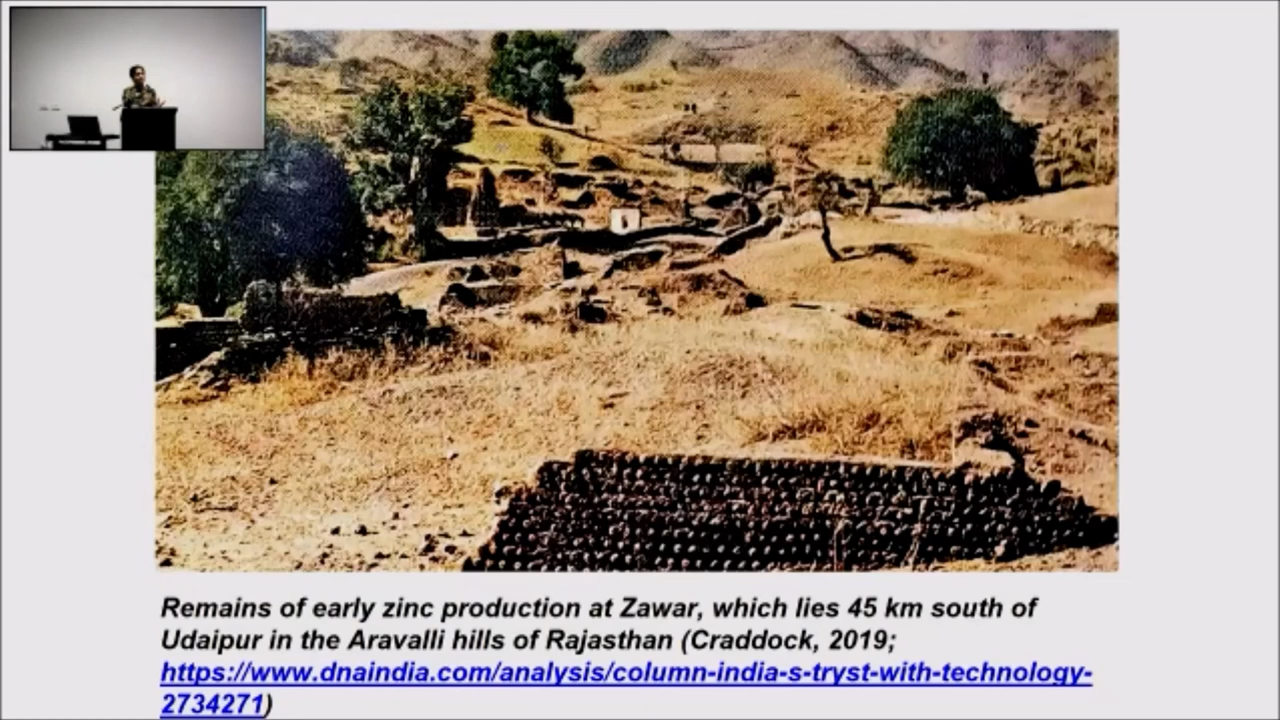 Remains of early zinc production at Zawar, which lies 45 km south of
Udaipur in the Aravalli hills of Rajasthan (Craddock, 2019;
https://www.dnaindia.com/analysis/column-india-s-tryst-with-technology-
2734271)